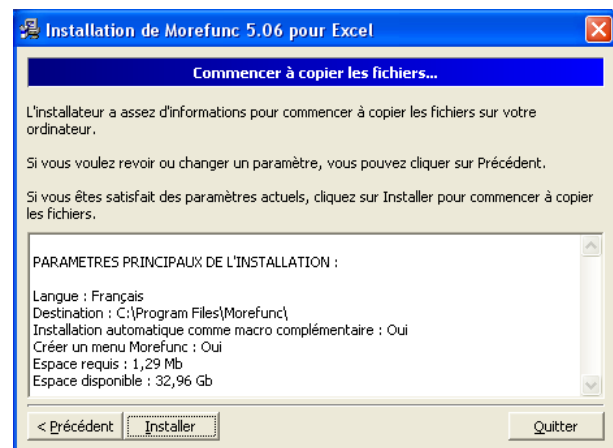 Installation de Morefunc 5.06 pour Excel
Commencer à copier les fichiers...
L'installateur a assez d'informations pour commencer à copier les fichiers sur votre
ordinateur.
Si vous voulez revoir ou changer un paramètre, vous pouvez cliquer sur Précédent.
Si vous êtes satisfait des paramètres actuels, cliquez sur Installer pour commencer à copier
les fichiers.
PARAMETRES PRINCIPAUX DE L'INSTALLATION :
Langue : Français
Destination : C:\Program Files\Morefunc\
Installation automatique comme macro complémentaire : Oui
Créer un menu Morefunc : Oui
Espace requis : 1,29 Mb
Espace disponible : 32,96 Gb
< Précédent Installer Quitter